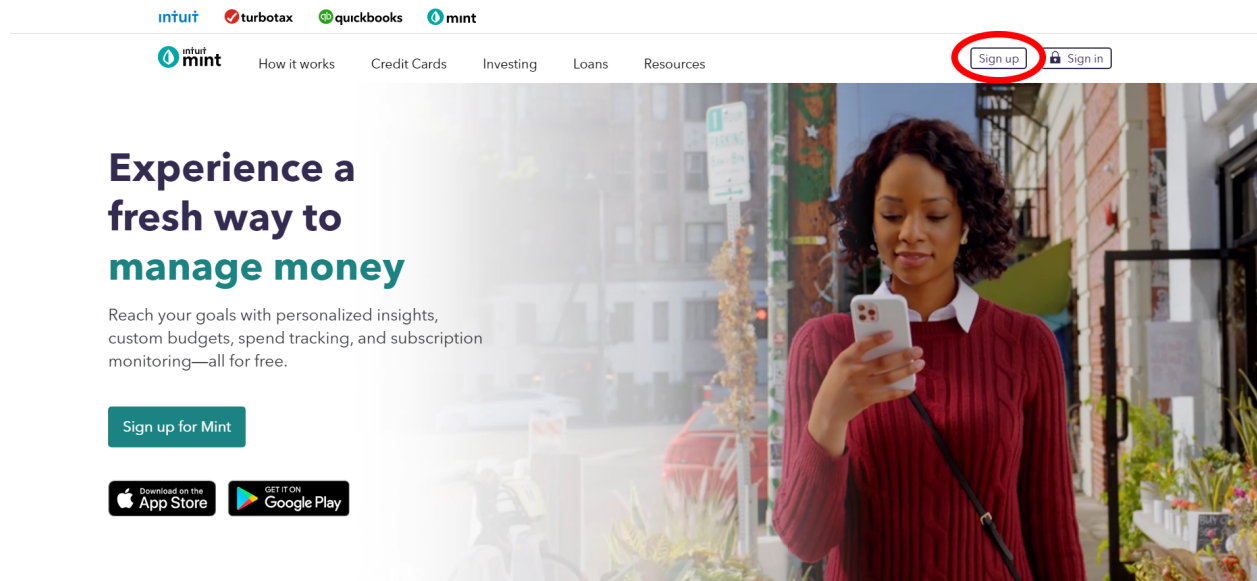 intuit turbotax quickbooks mint
intuit mint How it works Credit Cards Investing Loans Resources Sign up Sign in
Experience a
fresh way to
manage money
Reach your goals with personalized insights,
custom budgets, spend tracking, and subscription
monitoring—all for free.
Sign up for Mint
Download on the App Store GET IT ON Google Play
PARKING